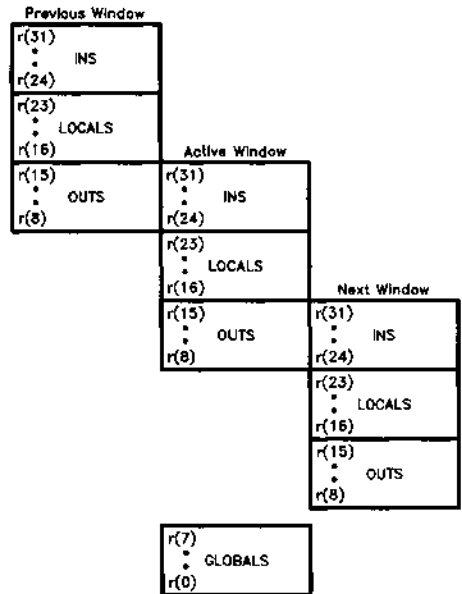 Previous Window
r(31)
INS
r(24)
r(23)
LOCALS
r(16)
r(15)
OUTS
r(8)
Active Window
r(31)
INS
r(24)
r(23)
LOCALS
r(16)
r(15)
OUTS
r(8)
Next Window
r(31)
INS
r(24)
r(23)
LOCALS
r(16)
r(15)
OUTS
r(8)
r(7)
GLOBALS
r(0)